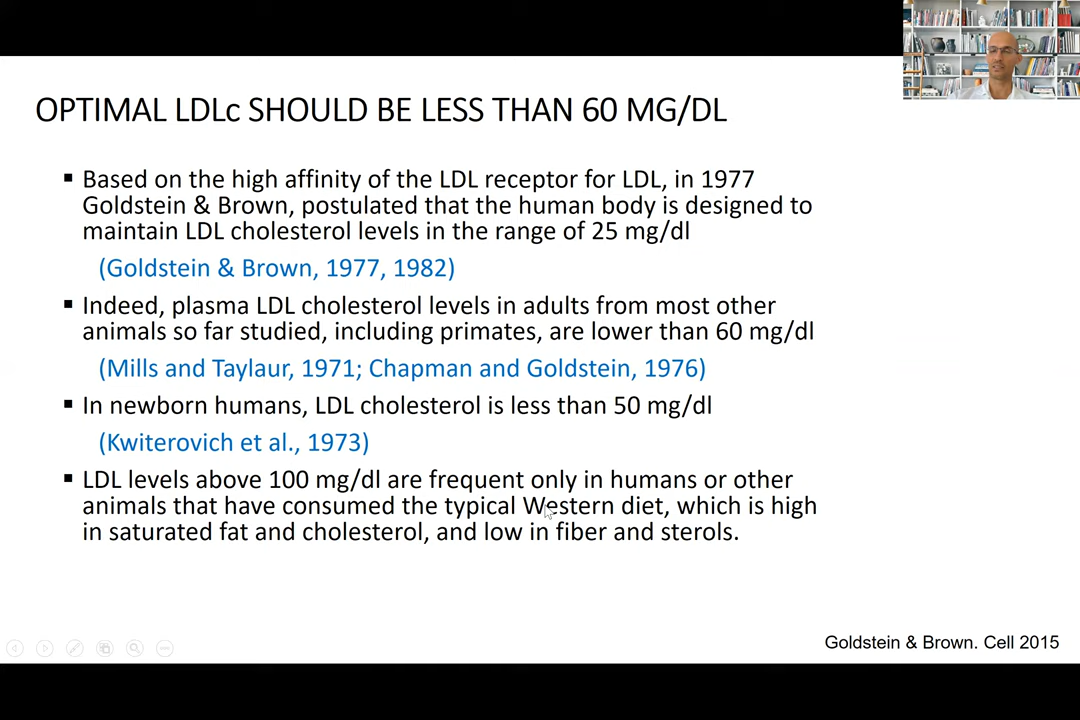 OPTIMAL LDLc SHOULD BE LESS THAN 60 MG/DL
▪ Based on the high affinity of the LDL receptor for LDL, in 1977
Goldstein & Brown, postulated that the human body is designed to
maintain LDL cholesterol levels in the range of 25 mg/dl
(Goldstein & Brown, 1977, 1982)
▪ Indeed, plasma LDL cholesterol levels in adults from most other
animals so far studied, including primates, are lower than 60 mg/dl
(Mills and Taylaur, 1971; Chapman and Goldstein, 1976)
▪ In newborn humans, LDL cholesterol is less than 50 mg/dl
(Kwiterovich et al., 1973)
▪ LDL levels above 100 mg/dl are frequent only in humans or other
animals that have consumed the typical Western diet, which is high
in saturated fat and cholesterol, and low in fiber and sterols.
Goldstein & Brown. Cell 2015